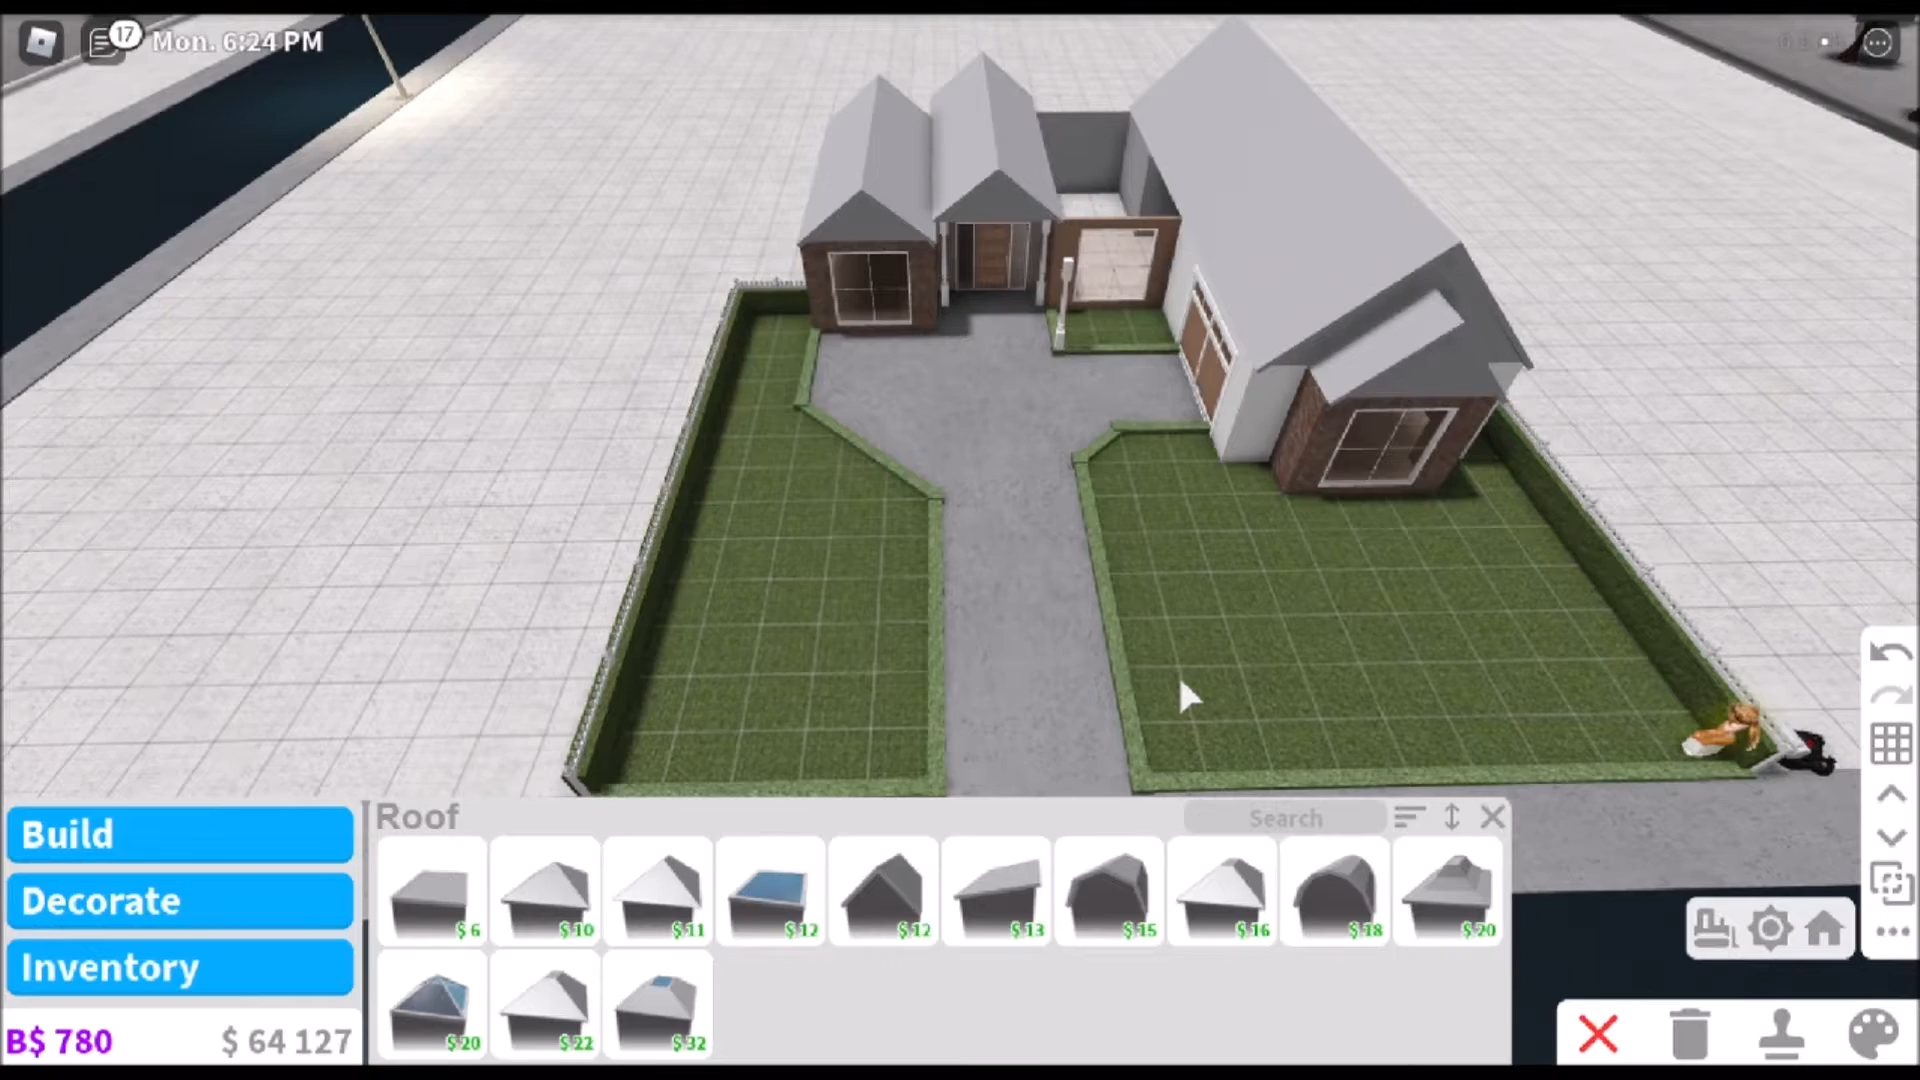 17 Mon. 6:24 PM
Roof
Search
Build
Decorate
Inventory
B$ 780
$ 64 127
$ 6
$ 10
$ 11
$ 12
$ 12
$ 13
$ 15
$ 16
$ 18
$ 20
$ 20
$ 22
$ 32